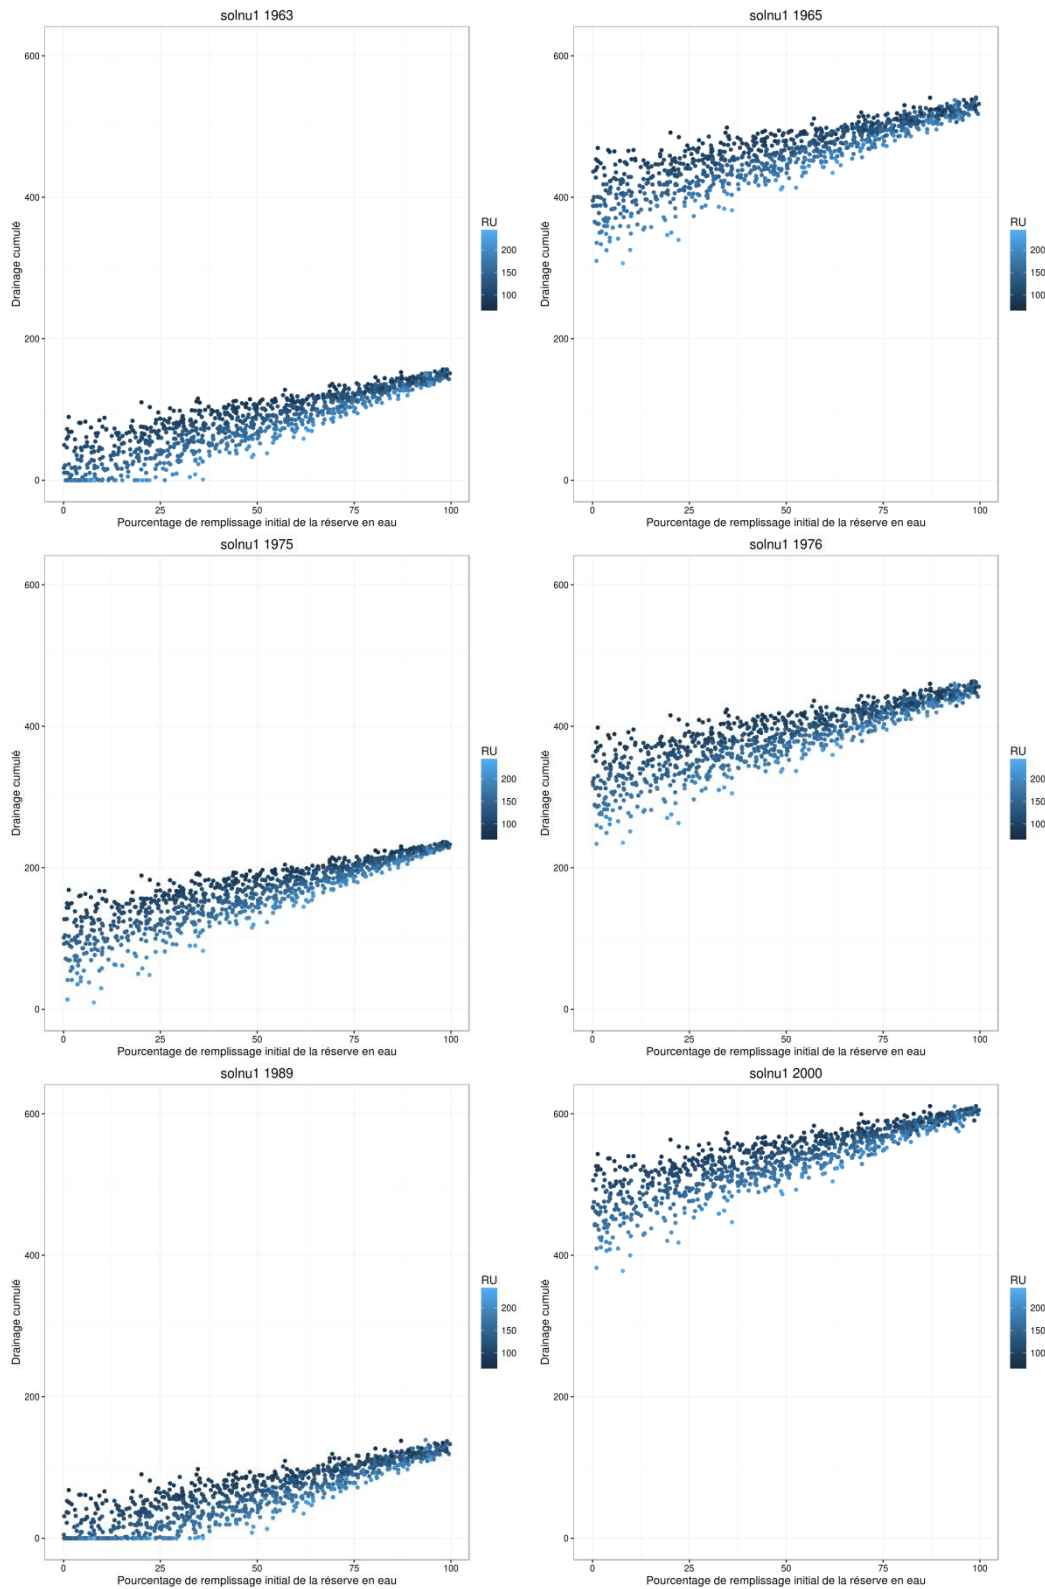 solnu1 1963
600
400
200
0
Drainage cumulé
0 25 50 75 100
Pourcentage de remplissage initial de la réserve en eau
RU
200
150
100
solnu1 1965
600
400
200
0
Drainage cumulé
0 25 50 75 100
Pourcentage de remplissage initial de la réserve en eau
RU
200
150
100
solnu1 1975
600
400
200
0
Drainage cumulé
0 25 50 75 100
Pourcentage de remplissage initial de la réserve en eau
RU
200
150
100
solnu1 1976
600
400
200
0
Drainage cumulé
0 25 50 75 100
Pourcentage de remplissage initial de la réserve en eau
RU
200
150
100
solnu1 1989
600
400
200
0
Drainage cumulé
0 25 50 75 100
Pourcentage de remplissage initial de la réserve en eau
RU
200
150
100
solnu1 2000
600
400
200
0
Drainage cumulé
0 25 50 75 100
Pourcentage de remplissage initial de la réserve en eau
RU
200
150
100